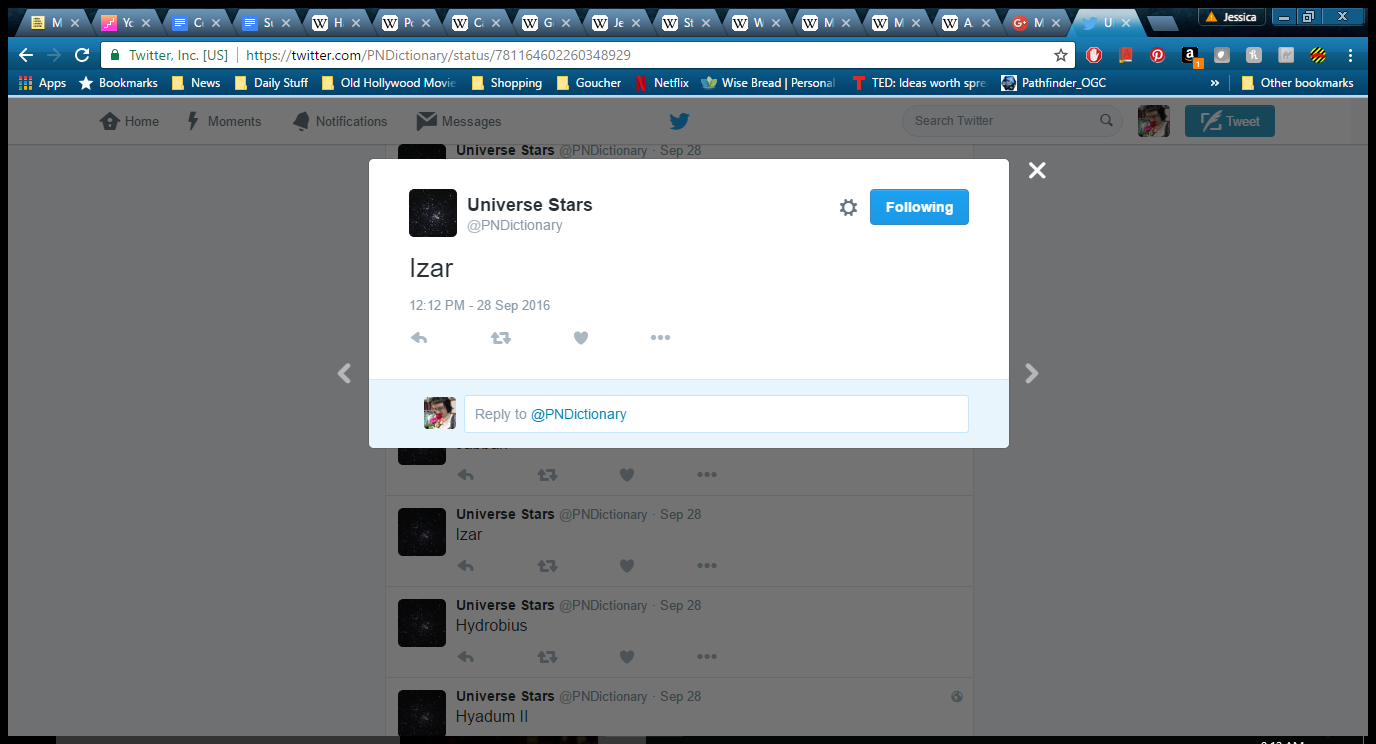 M
Yo
C
Su
H
Po
Ca
G
Je
St
W
M
M
A
M
U
Jessica
Twitter, Inc. [US]
https://twitter.com/PNDictionary/status/781164602260348929
1
Apps
Bookmarks
News
Daily Stuff
Old Hollywood Movie
Shopping
Goucher
Netflix
Wise Bread | Personal
TED: Ideas worth spre
Pathfinder_OGC
»
Other bookmarks
Home
Moments
Notifications
Messages
Search Twitter
Tweet
Universe Stars @PNDictionary · Sep 28
Universe Stars
@PNDictionary
Following
Izar
12:12 PM - 28 Sep 2016
Reply to @PNDictionary
Universe Stars @PNDictionary · Sep 28
Izar
Universe Stars @PNDictionary · Sep 28
Hydrobius
Universe Stars @PNDictionary · Sep 28
Hyadum II